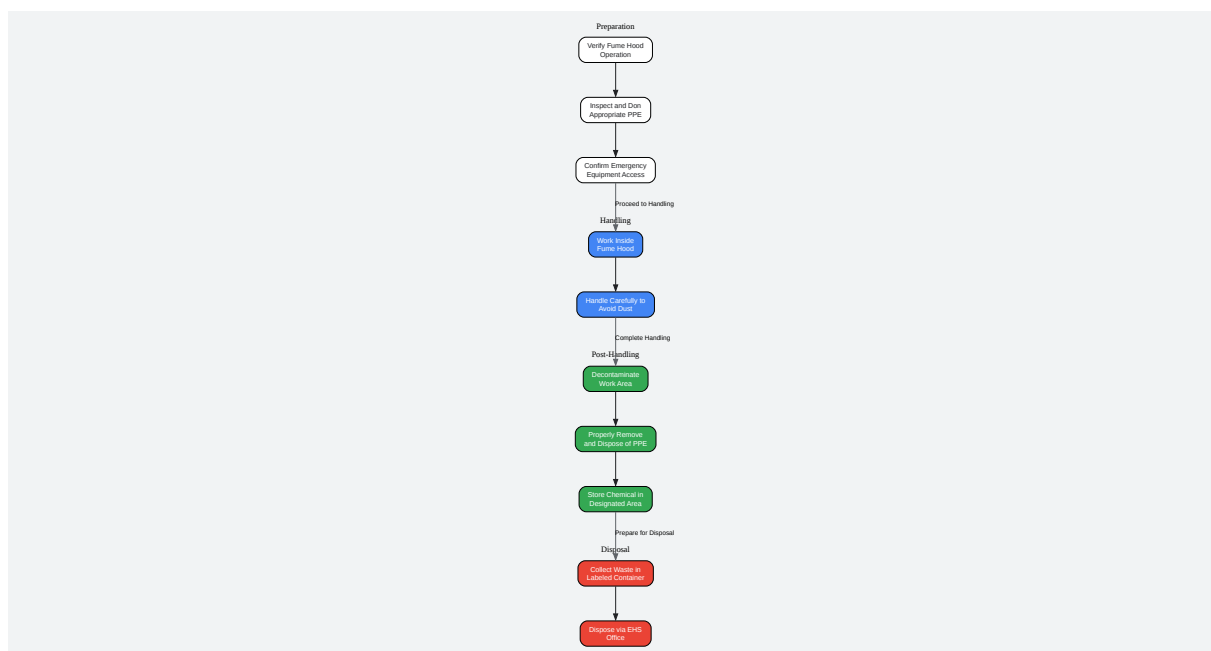 Preparation
Verify Fume Hood
Operation
Inspect and Don
Appropriate PPE
Confirm Emergency
Equipment Access
Proceed to Handling
Handling
Work Inside
Fume Hood
Handle Carefully to
Avoid Dust
Complete Handling
Post-Handling
Decontaminate
Work Area
Properly Remove
and Dispose of PPE
Store Chemical in
Designated Area
Prepare for Disposal
Disposal
Collect Waste in
Labeled Container
Dispose via EHS
Office